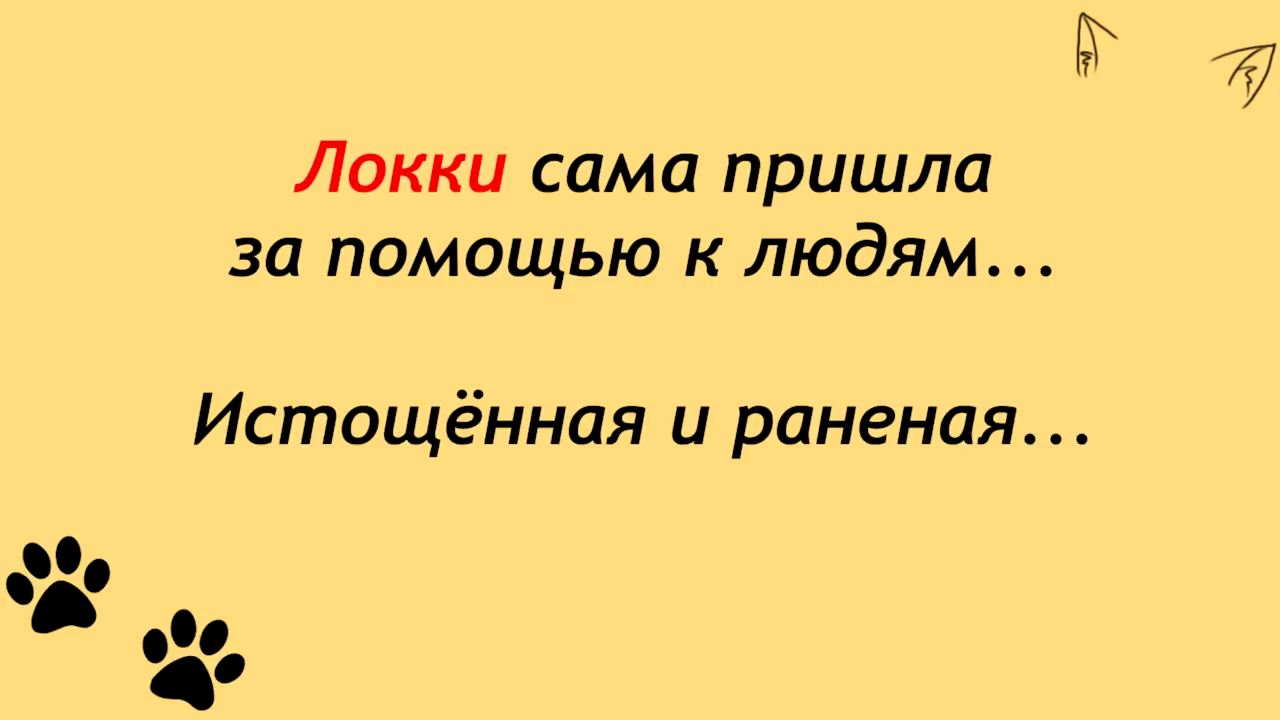 Локки сама пришла
за помощью к людям...
Истощённая и раненая...